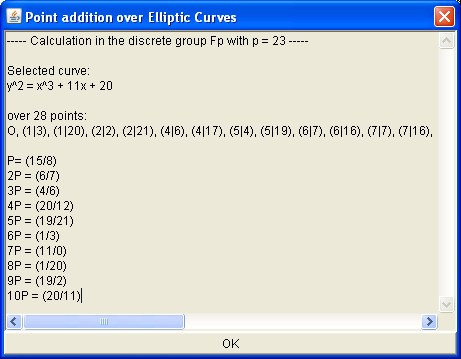 Point addition over Elliptic Curves
----- Calculation in the discrete group Fp with p = 23 -----
Selected curve:
y^2 = x^3 + 11x + 20
over 28 points:
O, (1|3), (1|20), (2|2), (2|21), (4|6), (4|17), (5|4), (5|19), (6|7), (6|16), (7|7), (7|16),
P= (15/8)
2P = (6/7)
3P = (4/6)
4P = (20/12)
5P = (19/21)
6P = (1/3)
7P = (11/0)
8P = (1/20)
9P = (19/2)
10P = (20/11)
OK